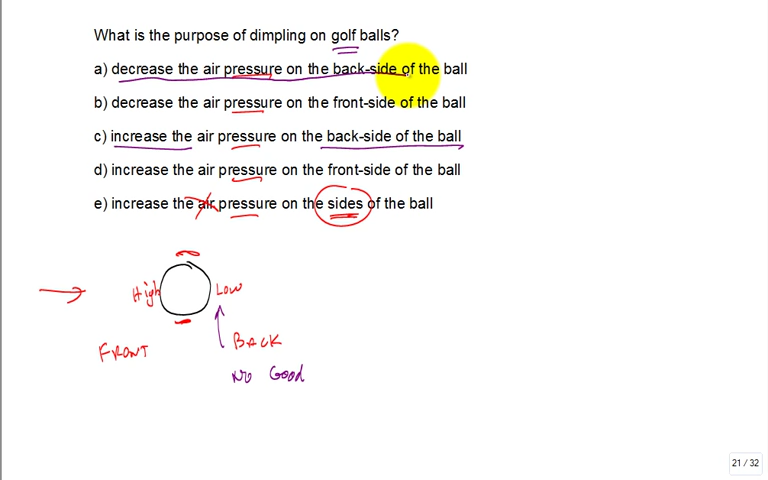 What is the purpose of dimpling on golf balls?
a) decrease the air pressure on the back-side of the ball
b) decrease the air pressure on the front-side of the ball
c) increase the air pressure on the back-side of the ball
d) increase the air pressure on the front-side of the ball
e) increase the air pressure on the sides of the ball
High Low
FRONT
BACK
NO GOOD
21 / 32